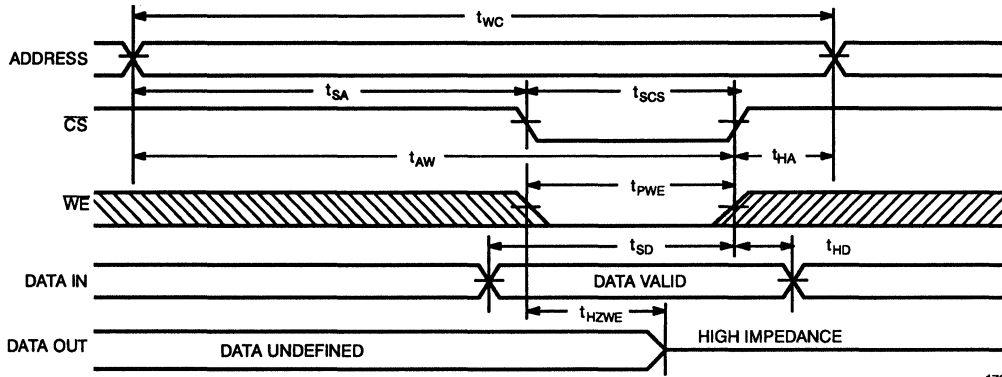 tWC
ADDRESS
tSA
tSCS
CS
tAW
tHA
tPWE
WE
tSD
tHD
DATA IN
DATA VALID
tHZWE
DATA OUT
DATA UNDEFINED
HIGH IMPEDANCE